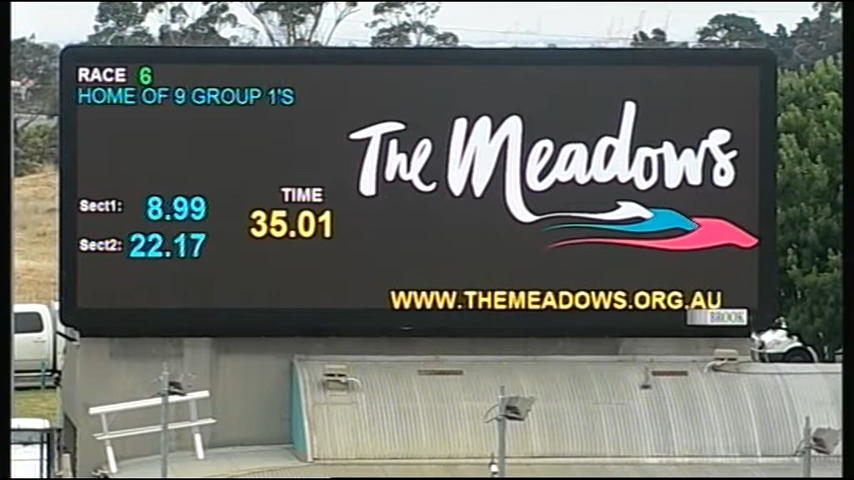 RACE 6
HOME OF 9 GROUP 1'S
The Meadows
TIME
Sect1: 8.99
35.01
Sect2: 22.17
WWW.THEMEADOWS.ORG.AU
BROOK